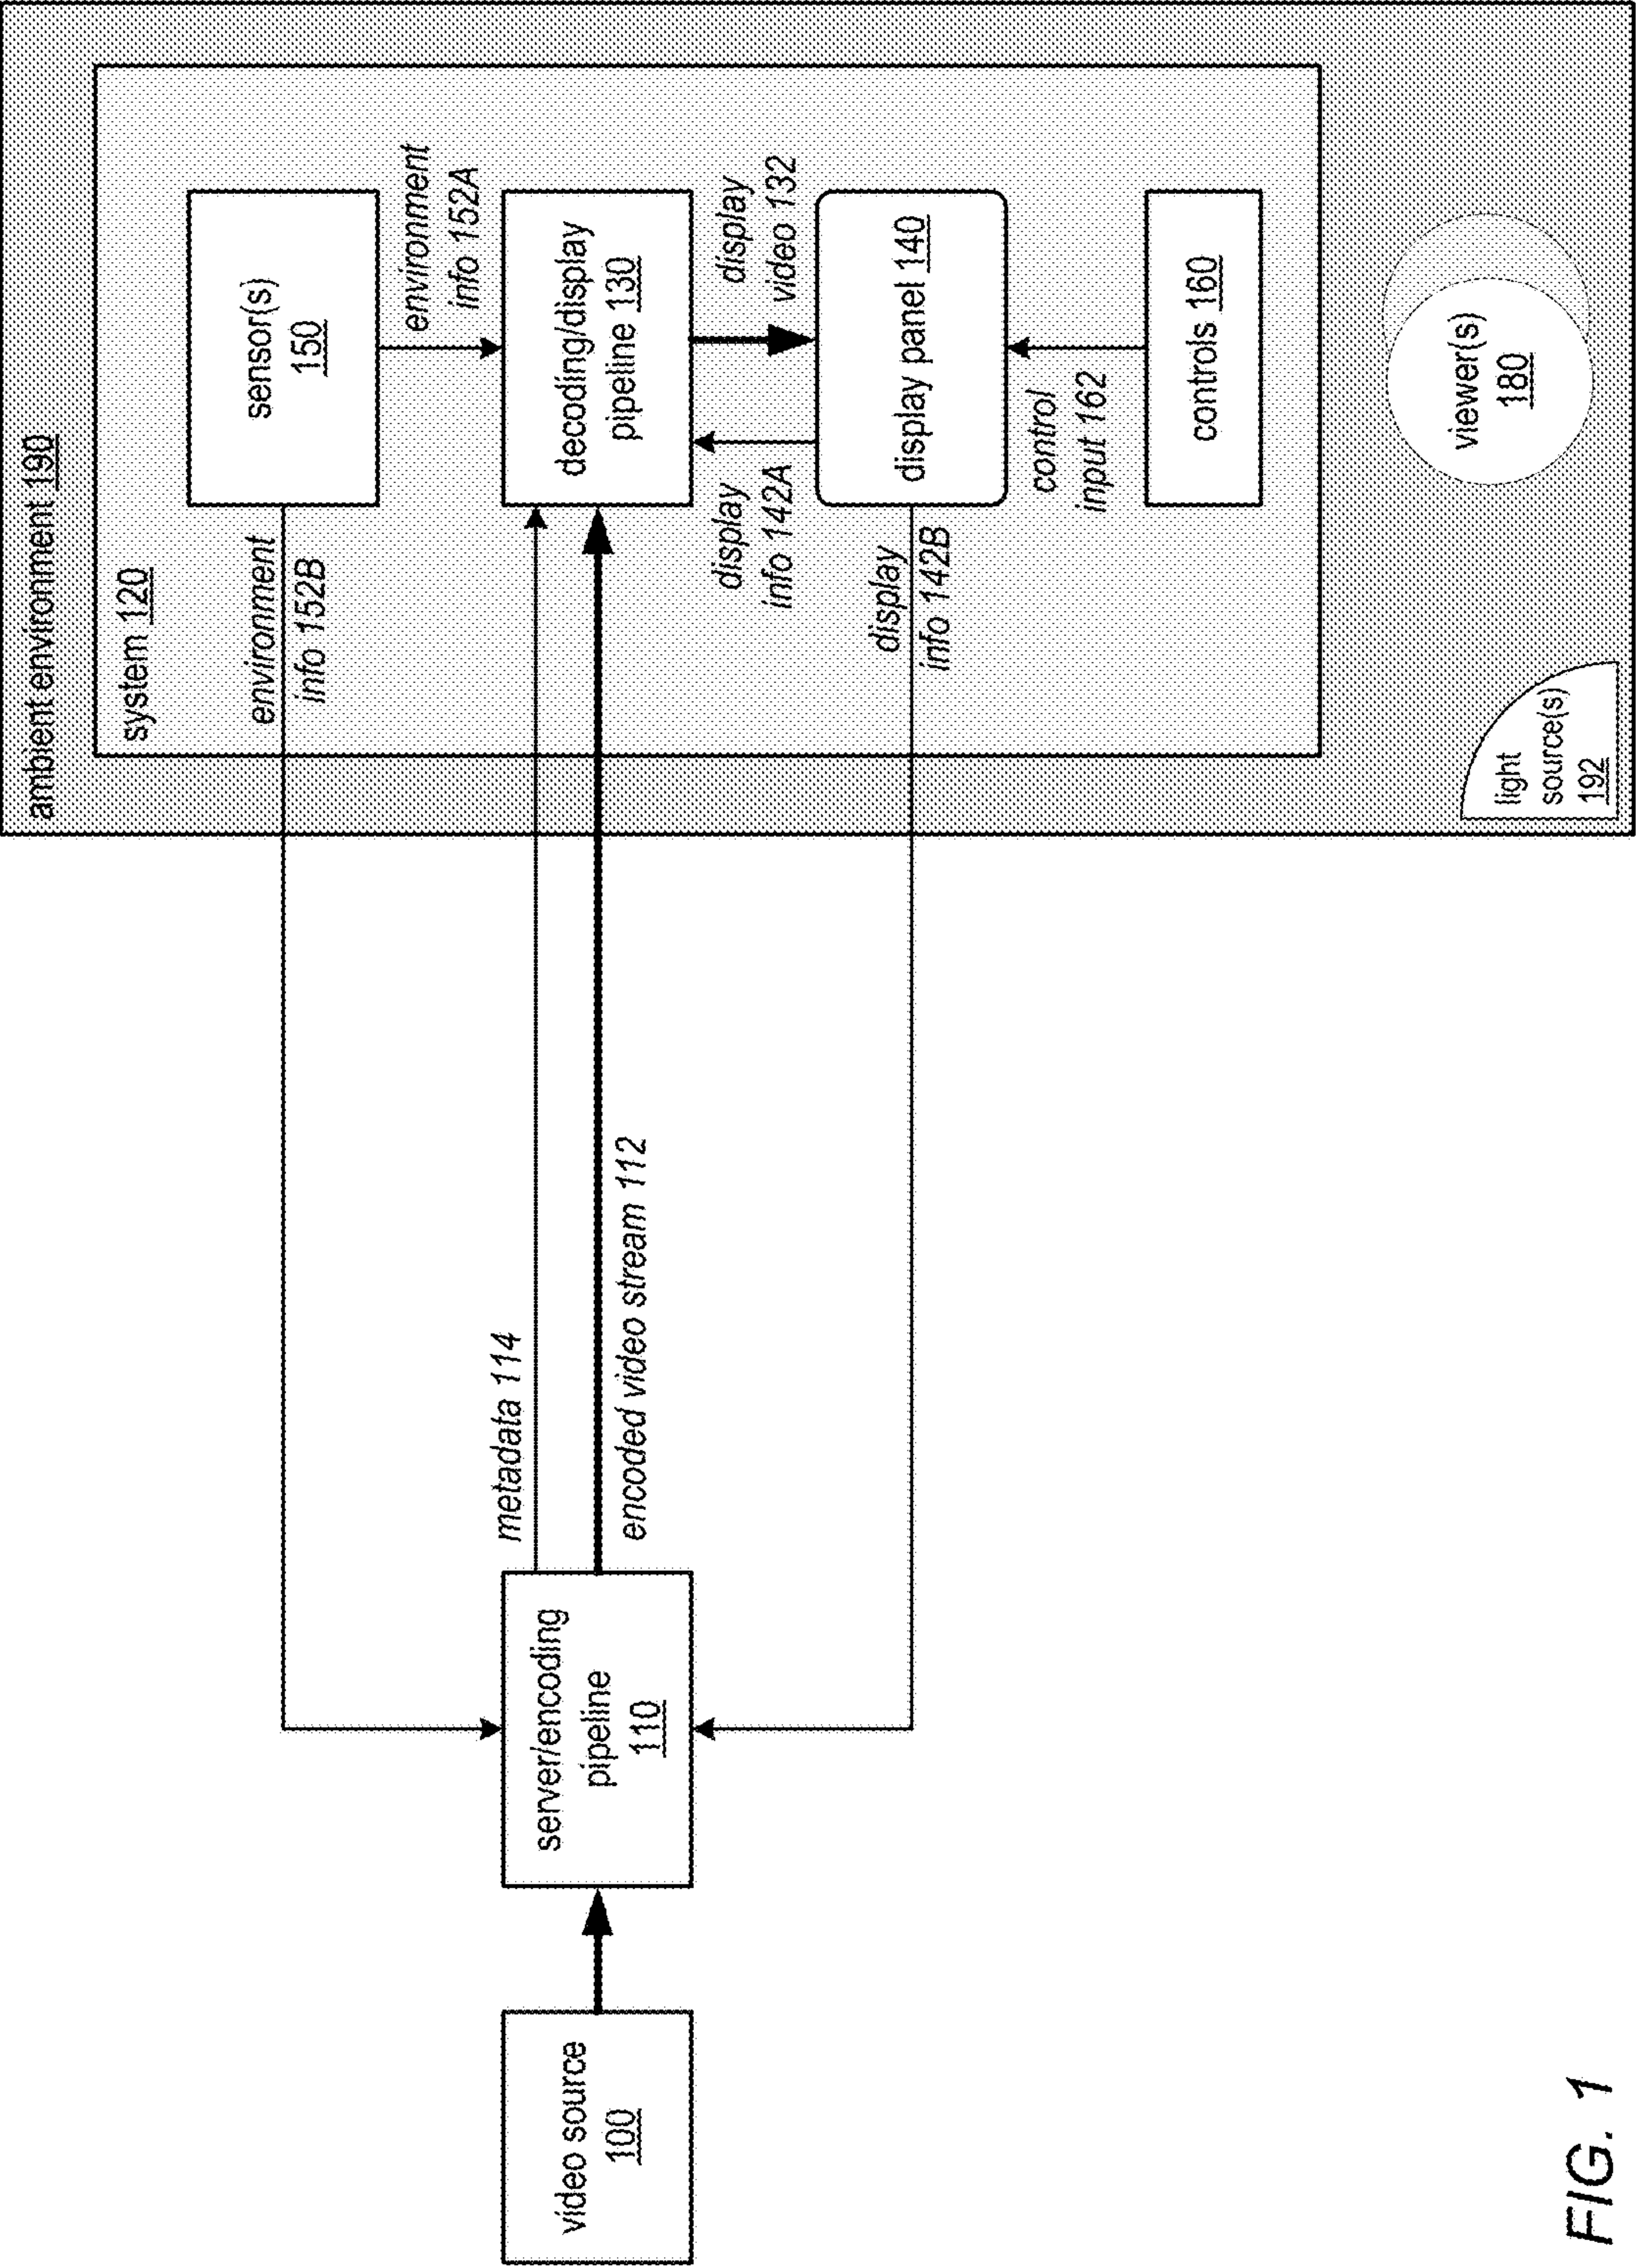 ambient environment 190
system 120
environment
info 152B
sensor(s)
150
environment
info 152A
metadata 114
encoded video stream 112
video source
100
server/encoding
pipeline
110
decoding/display
pipeline 130
display
info 142A
display
video 132
display
info 142B
display panel 140
control
input 162
controls 160
light
source(s)
192
viewer(s)
180
FIG. 1